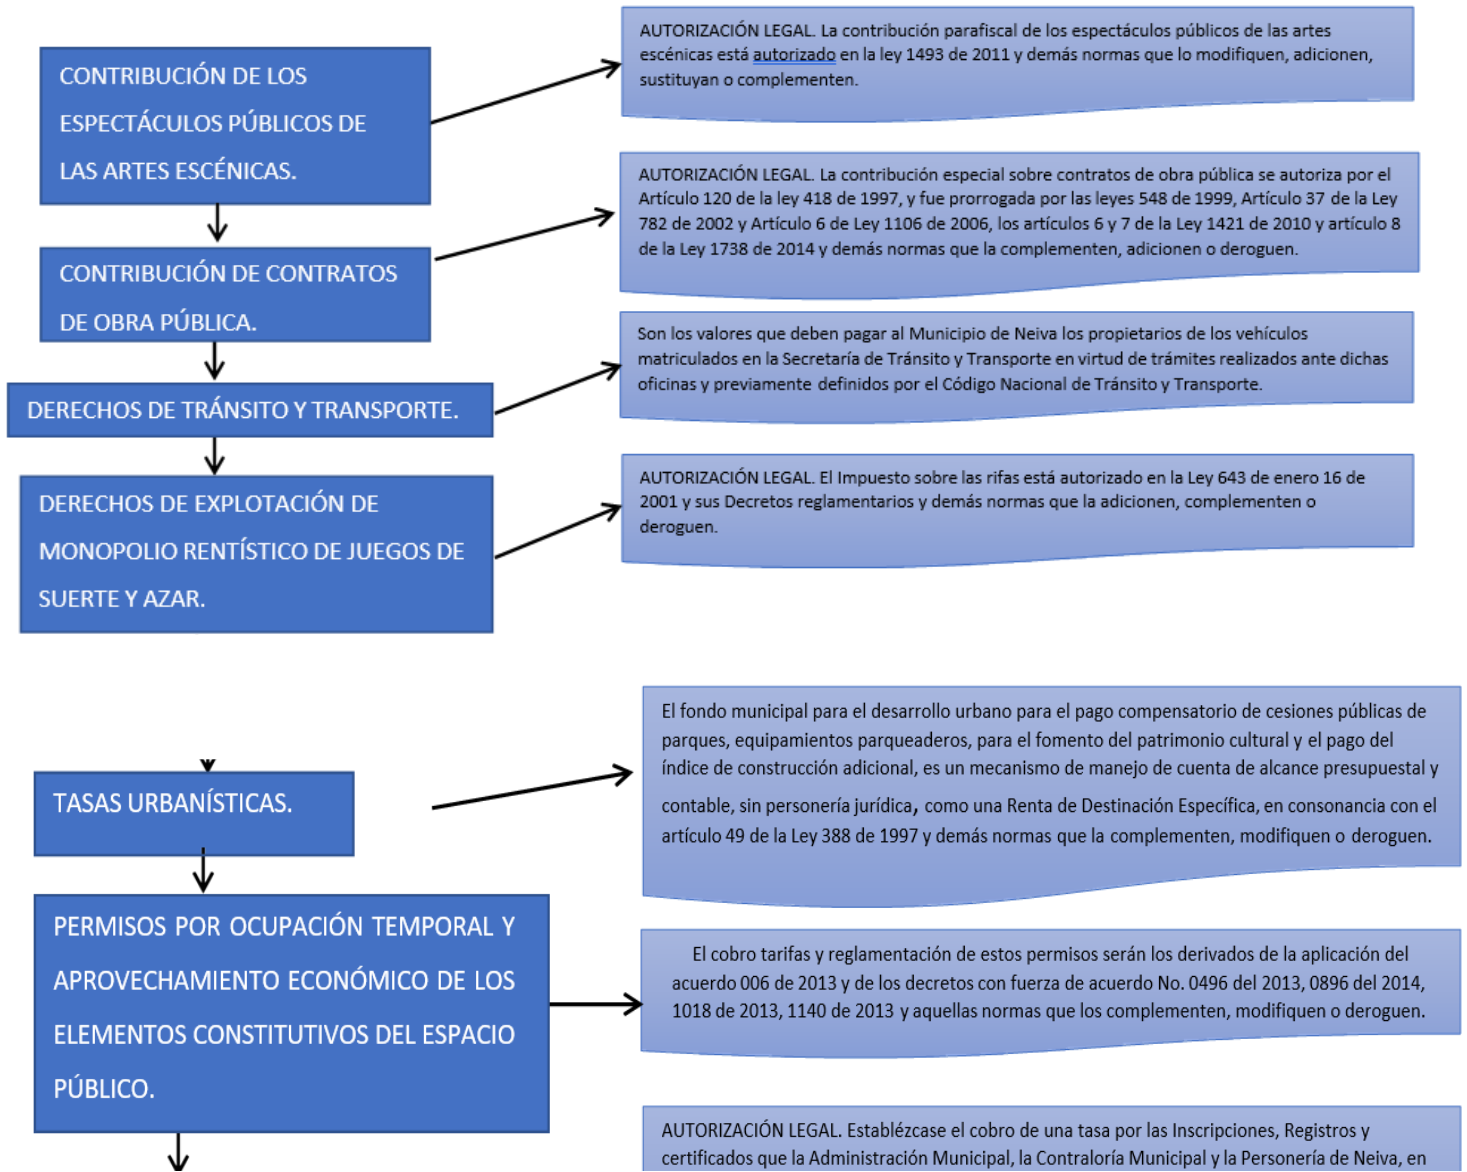 CONTRIBUCIÓN DE LOS
ESPECTÁCULOS PÚBLICOS DE
LAS ARTES ESCÉNICAS.
AUTORIZACIÓN LEGAL. La contribución parafiscal de los espectáculos públicos de las artes
escénicas está autorizado en la ley 1493 de 2011 y demás normas que lo modifiquen, adicionen,
sustituyan o complementen.
CONTRIBUCIÓN DE CONTRATOS
DE OBRA PÚBLICA.
AUTORIZACIÓN LEGAL. La contribución especial sobre contratos de obra pública se autoriza por el
Artículo 120 de la ley 418 de 1997, y fue prorrogada por las leyes 548 de 1999, Artículo 37 de la Ley
782 de 2002 y Artículo 6 de Ley 1106 de 2006, los artículos 6 y 7 de la Ley 1421 de 2010 y artículo 8
de la Ley 1738 de 2014 y demás normas que la complementen, adicionen o deroguen.
DERECHOS DE TRÁNSITO Y TRANSPORTE.
Son los valores que deben pagar al Municipio de Neiva los propietarios de los vehículos
matriculados en la Secretaría de Tránsito y Transporte en virtud de trámites realizados ante dichas
oficinas y previamente definidos por el Código Nacional de Tránsito y Transporte.
DERECHOS DE EXPLOTACIÓN DE
MONOPOLIO RENTÍSTICO DE JUEGOS DE
SUERTE Y AZAR.
AUTORIZACIÓN LEGAL. El Impuesto sobre las rifas está autorizado en la Ley 643 de enero 16 de
2001 y sus Decretos reglamentarios y demás normas que la adicionen, complementen o
deroguen.
TASAS URBANÍSTICAS.
El fondo municipal para el desarrollo urbano para el pago compensatorio de cesiones públicas de
parques, equipamientos parqueaderos, para el fomento del patrimonio cultural y el pago del
índice de construcción adicional, es un mecanismo de manejo de cuenta de alcance presupuestal y
contable, sin personería jurídica, como una Renta de Destinación Específica, en consonancia con el
artículo 49 de la Ley 388 de 1997 y demás normas que la complementen, modifiquen o deroguen.
PERMISOS POR OCUPACIÓN TEMPORAL Y
APROVECHAMIENTO ECONÓMICO DE LOS
ELEMENTOS CONSTITUTIVOS DEL ESPACIO
PÚBLICO.
El cobro tarifas y reglamentación de estos permisos serán los derivados de la aplicación del
acuerdo 006 de 2013 y de los decretos con fuerza de acuerdo No. 0496 del 2013, 0896 del 2014,
1018 de 2013, 1140 de 2013 y aquellas normas que los complementen, modifiquen o deroguen.
AUTORIZACIÓN LEGAL. Establézcase el cobro de una tasa por las Inscripciones, Registros y
certificados que la Administración Municipal, la Contraloría Municipal y la Personería de Neiva, en